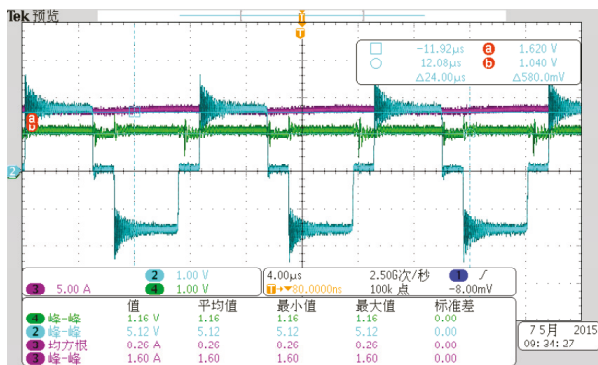 Tek 预览
T
T
-11.92µs a 1.620 V
12.08µs b 1.040 V
△24.00µs △580.0mV
a
b
2
2 1.00 V
3 5.00 A 4 1.00 V
4.00µs 2.50G次/秒 1
T→▼80.0000ns 100k 点 -8.00mV
值 平均值 最小值 最大值 标准差
4 峰-峰 1.16 V 1.16 1.16 1.16 0.00
2 峰-峰 5.12 V 5.12 5.12 5.12 0.00
3 均方根 0.26 A 0.26 0.26 0.26 0.00
3 峰-峰 1.60 A 1.60 1.60 1.60 0.00
7 5月 2015
09:34:27